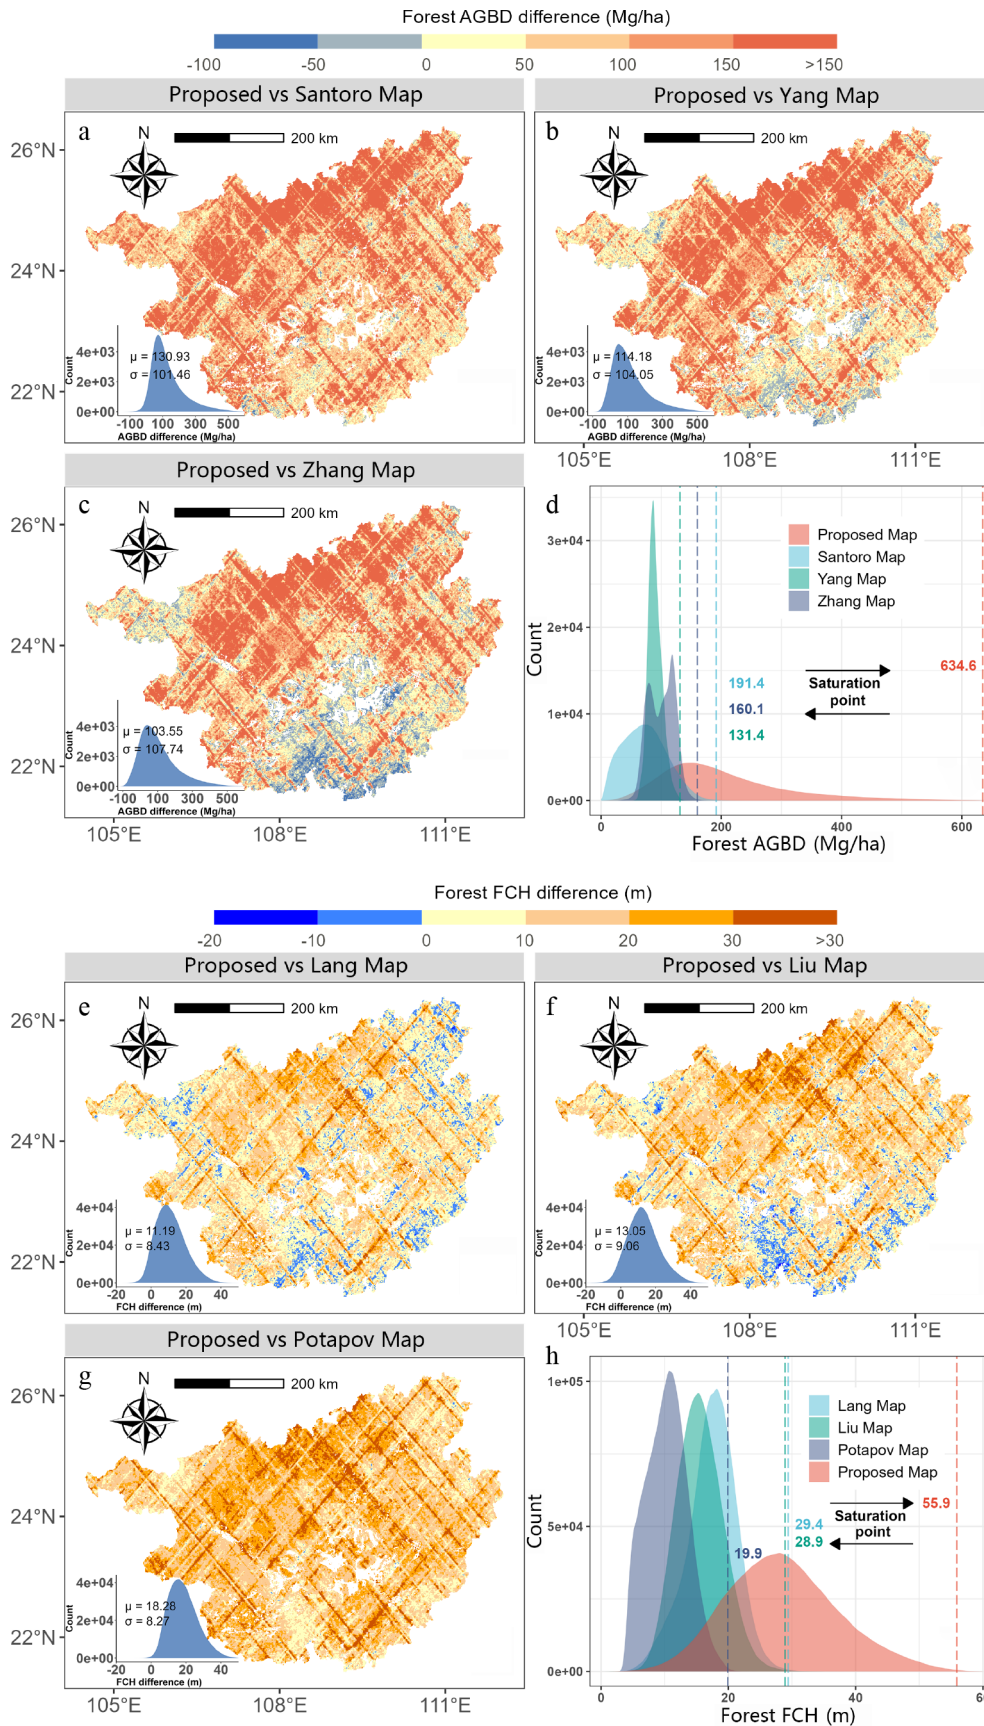 Forest AGBD difference (Mg/ha)
-100 -50 0 50 100 150 >150
Proposed vs Santoro Map
Proposed vs Yang Map
a
N
200 km
26°N
24°N
22°N
Count
4e+03
2e+03
0e+00
μ = 130.93
σ = 101.46
-100 100 300 500
AGBD difference (Mg/ha)
b
N
200 km
Count
4e+03
2e+03
0e+00
μ = 114.18
σ = 104.05
-100 100 300 500
AGBD difference (Mg/ha)
105°E 108°E 111°E
Proposed vs Zhang Map
c
N
200 km
26°N
24°N
22°N
Count
4e+03
2e+03
0e+00
μ = 103.55
σ = 107.74
-100 100 300 500
AGBD difference (Mg/ha)
105°E 108°E 111°E
d
Count
3e+04
2e+04
1e+04
0e+00
Proposed Map
Santoro Map
Yang Map
Zhang Map
634.6
191.4
160.1
131.4
Saturation
point
0 200 400 600
Forest AGBD (Mg/ha)
Forest FCH difference (m)
-20 -10 0 10 20 30 >30
Proposed vs Lang Map
Proposed vs Liu Map
e
N
200 km
26°N
24°N
22°N
Count
4e+04
2e+04
0e+00
μ = 11.19
σ = 8.43
-20 0 20 40
FCH difference (m)
f
N
200 km
Count
4e+04
2e+04
0e+00
μ = 13.05
σ = 9.06
-20 0 20 40
FCH difference (m)
105°E 108°E 111°E
Proposed vs Potapov Map
g
N
200 km
26°N
24°N
22°N
Count
4e+04
2e+04
0e+00
μ = 18.28
σ = 8.27
-20 0 20 40
FCH difference (m)
105°E 108°E 111°E
h
Count
1e+05
5e+04
0e+00
Lang Map
Liu Map
Potapov Map
Proposed Map
55.9
29.4
28.9
19.9
Saturation
point
0 20 40
Forest FCH (m)